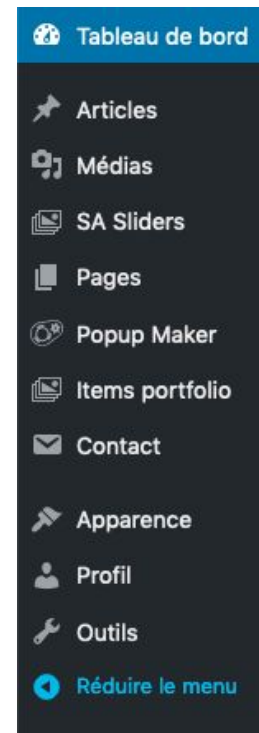 Tableau de bord
Articles
Médias
SA Sliders
Pages
Popup Maker
Items portfolio
Contact
Apparence
Profil
Outils
Réduire le menu